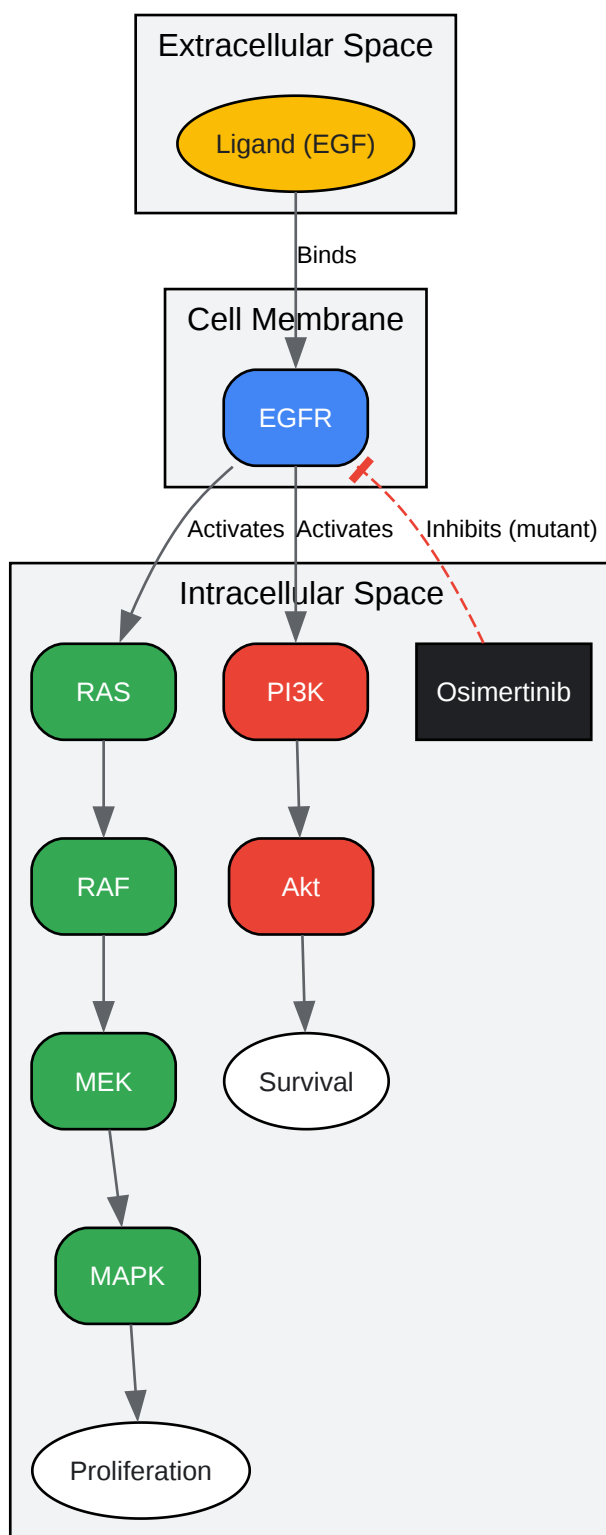 Extracellular Space
Ligand (EGF)
Binds
Cell Membrane
EGFR
Activates
Activates
Inhibits (mutant)
Intracellular Space
RAS
PI3K
Osimertinib
RAF
Akt
MEK
Survival
MAPK
Proliferation